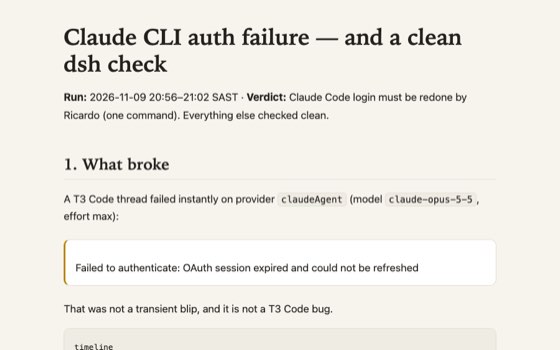 Claude CLI auth failure — and a clean
dsh check
Run: 2026-11-09 20:56–21:02 SAST · Verdict: Claude Code login must be redone by
Ricardo (one command). Everything else checked clean.
1. What broke
A T3 Code thread failed instantly on provider claudeAgent (model claude-opus-5-5 ,
effort max):
Failed to authenticate: OAuth session expired and could not be refreshed
That was not a transient blip, and it is not a T3 Code bug.
timeline